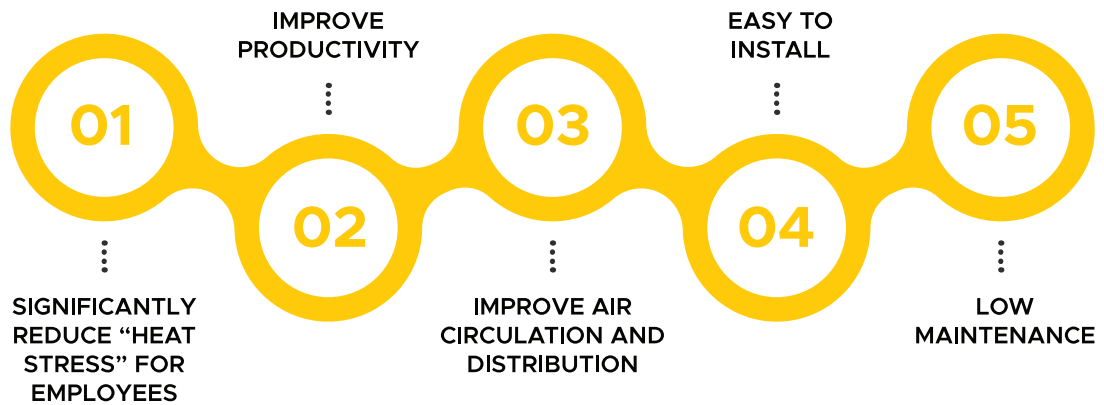 01
SIGNIFICANTLY
REDUCE “HEAT
STRESS” FOR
EMPLOYEES
IMPROVE
PRODUCTIVITY
02
03
IMPROVE AIR
CIRCULATION AND
DISTRIBUTION
EASY TO
INSTALL
04
05
LOW
MAINTENANCE